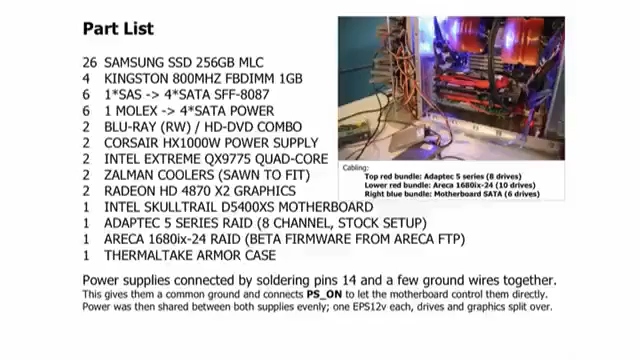 Part List
26 SAMSUNG SSD 256GB MLC
4 KINGSTON 800MHZ FBDIMM 1GB
6 1*SAS -> 4*SATA SFF-8087
6 1 MOLEX -> 4*SATA POWER
2 BLU-RAY (RW) / HD-DVD COMBO
2 CORSAIR HX1000W POWER SUPPLY
2 INTEL EXTREME QX9775 QUAD-CORE
2 ZALMAN COOLERS (SAWN TO FIT)
2 RADEON HD 4870 X2 GRAPHICS
1 INTEL SKULLTRAIL D5400XS MOTHERBOARD
1 ADAPTEC 5 SERIES RAID (8 CHANNEL, STOCK SETUP)
1 ARECA 1680ix-24 RAID (BETA FIRMWARE FROM ARECA FTP)
1 THERMALTAKE ARMOR CASE
Cabling:
Top red bundle: Adaptec 5 series (8 drives)
Lower red bundle: Areca 1680ix-24 (10 drives)
Right blue bundle: Motherboard SATA (6 drives)
Power supplies connected by soldering pins 14 and a few ground wires together.
This gives them a common ground and connects PS_ON to let the motherboard control them directly.
Power was then shared between both supplies evenly; one EPS12v each, drives and graphics split over.